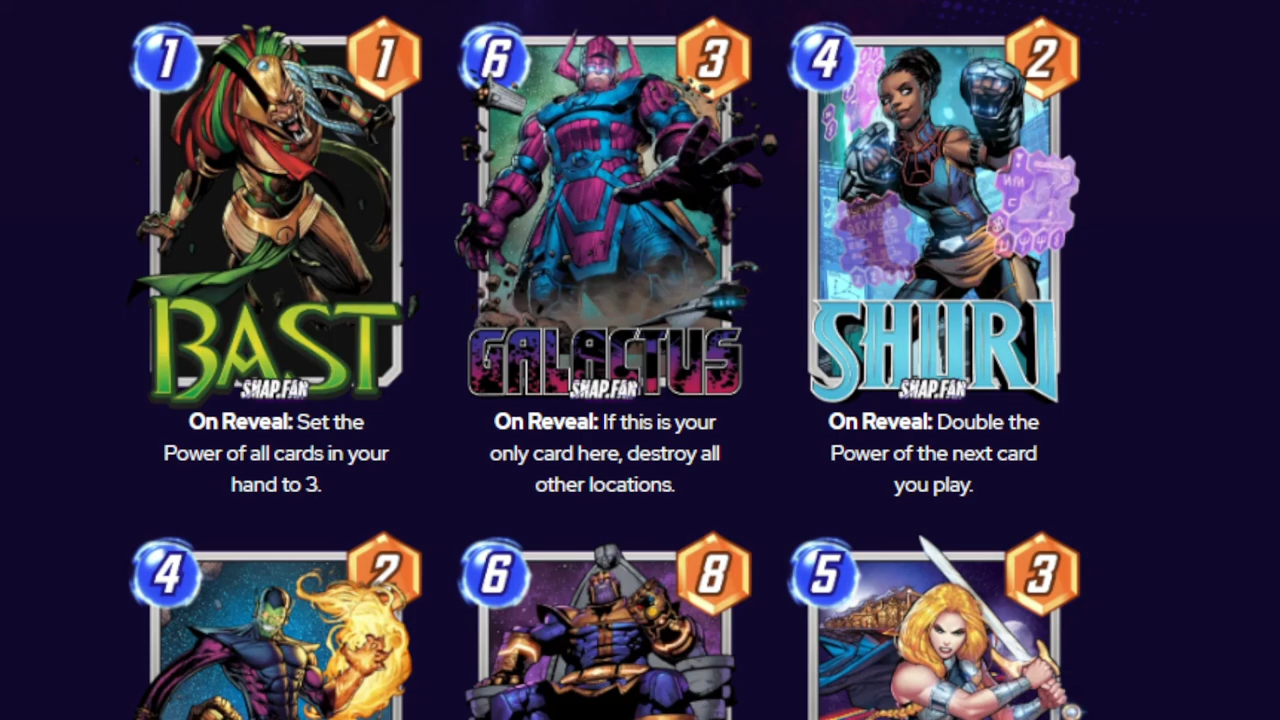 1 1 6 3 4 2
BAST GALACTUS SHURI
SNAP.FAN SNAP.FAN SNAP.FAN
On Reveal: Set the
Power of all cards in your
hand to 3.
On Reveal: If this is your
only card here, destroy all
other locations.
On Reveal: Double the
Power of the next card
you play.
4 2 6 8 5 3